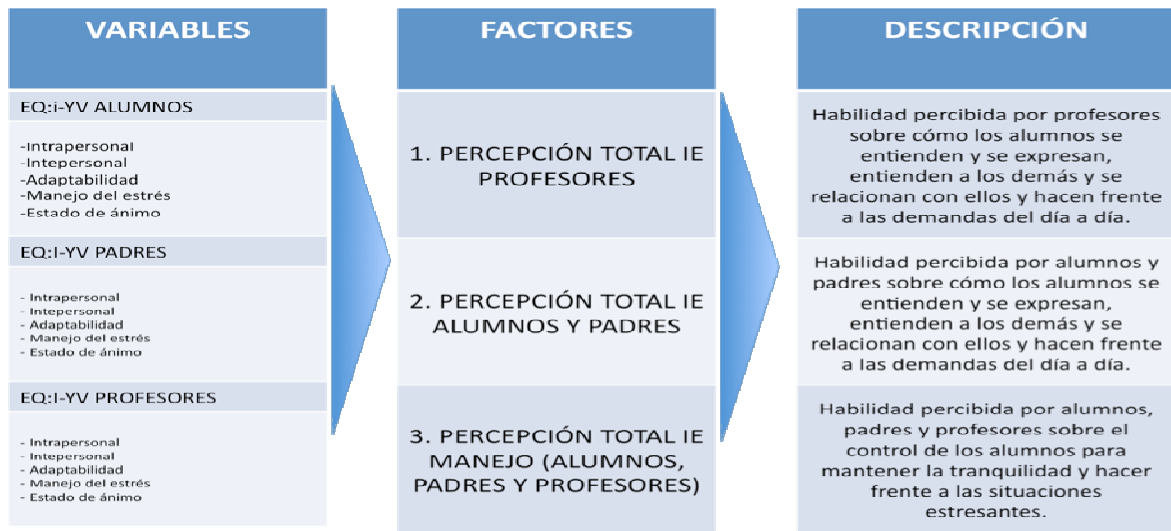 VARIABLES
EQ:i-YV ALUMNOS
-Intrapersonal
-Intepersonal
-Adaptabilidad
-Manejo del estrés
-Estado de ánimo
EQ:I-YV PADRES
- Intrapersonal
- Intepersonal
- Adaptabilidad
- Manejo del estrés
- Estado de ánimo
EQ:I-YV PROFESORES
- Intrapersonal
- Intepersonal
- Adaptabilidad
- Manejo del estrés
- Estado de ánimo
FACTORES
1. PERCEPCIÓN TOTAL IE
PROFESORES
2. PERCEPCIÓN TOTAL IE
ALUMNOS Y PADRES
3. PERCEPCIÓN TOTAL IE
MANEJO (ALUMNOS,
PADRES Y PROFESORES)
DESCRIPCIÓN
Habilidad percibida por profesores
sobre cómo los alumnos se
entienden y se expresan,
entienden a los demás y se
relacionan con ellos y hacen frente
a las demandas del día a día.
Habilidad percibida por alumnos y
padres sobre cómo los alumnos se
entienden y se expresan,
entienden a los demás y se
relacionan con ellos y hacen frente
a las demandas del día a día.
Habilidad percibida por alumnos,
padres y profesores sobre el
control de los alumnos para
mantener la tranquilidad y hacer
frente a las situaciones
estresantes.